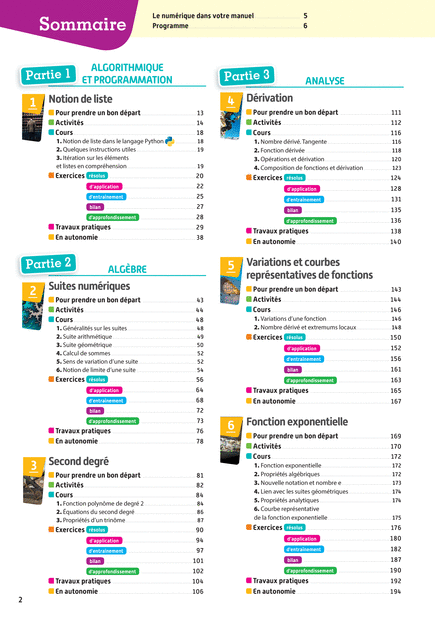 Sommaire
Le numérique dans votre manuel 5
Programme 6
Partie 1
ALGORITHMIQUE
ET PROGRAMMATION
1
Notion de liste
Pour prendre un bon départ 13
Activités 14
Cours 18
1. Notion de liste dans le langage Python 18
2. Quelques instructions utiles 19
3. Itération sur les éléments
et listes en compréhension 19
Exercices résolus 20
d'application 22
d'entraînement 25
bilan 27
d'approfondissement 28
Travaux pratiques 29
En autonomie 38
Partie 2
ALGÈBRE
2
Suites numériques
Pour prendre un bon départ 43
Activités 44
Cours 48
1. Généralités sur les suites 48
2. Suite arithmétique 49
3. Suite géométrique 50
4. Calcul de sommes 52
5. Sens de variation d'une suite 52
6. Notion de limite d'une suite 54
Exercices résolus 56
d'application 64
d'entraînement 68
bilan 72
d'approfondissement 73
Travaux pratiques 76
En autonomie 78
3
Second degré
Pour prendre un bon départ 81
Activités 82
Cours 84
1. Fonction polynôme de degré 2 84
2. Équations du second degré 86
3. Propriétés d'un trinôme 87
Exercices résolus 90
d'application 94
d'entraînement 97
bilan 101
d'approfondissement 102
Travaux pratiques 104
En autonomie 106
2
Partie 3
ANALYSE
4
Dérivation
Pour prendre un bon départ 111
Activités 112
Cours 116
1. Nombre dérivé. Tangente 116
2. Fonction dérivée 118
3. Opérations et dérivation 120
4. Composition de fonctions et dérivation 123
Exercices résolus 124
d'application 128
d'entraînement 131
bilan 135
d'approfondissement 136
Travaux pratiques 138
En autonomie 140
5
Variations et courbes
représentatives de fonctions
Pour prendre un bon départ 143
Activités 144
Cours 146
1. Variations d'une fonction 146
2. Nombre dérivé et extremums locaux 148
Exercices résolus 150
d'application 152
d'entraînement 156
bilan 161
d'approfondissement 163
Travaux pratiques 165
En autonomie 167
6
Fonction exponentielle
Pour prendre un bon départ 169
Activités 170
Cours 172
1. Fonction exponentielle 172
2. Propriétés algébriques 172
3. Nouvelle notation et nombre e 173
4. Lien avec les suites géométriques 174
5. Propriétés analytiques 174
6. Courbe représentative
de la fonction exponentielle 175
Exercices résolus 176
d'application 180
d'entraînement 182
bilan 187
d'approfondissement 190
Travaux pratiques 192
En autonomie 194